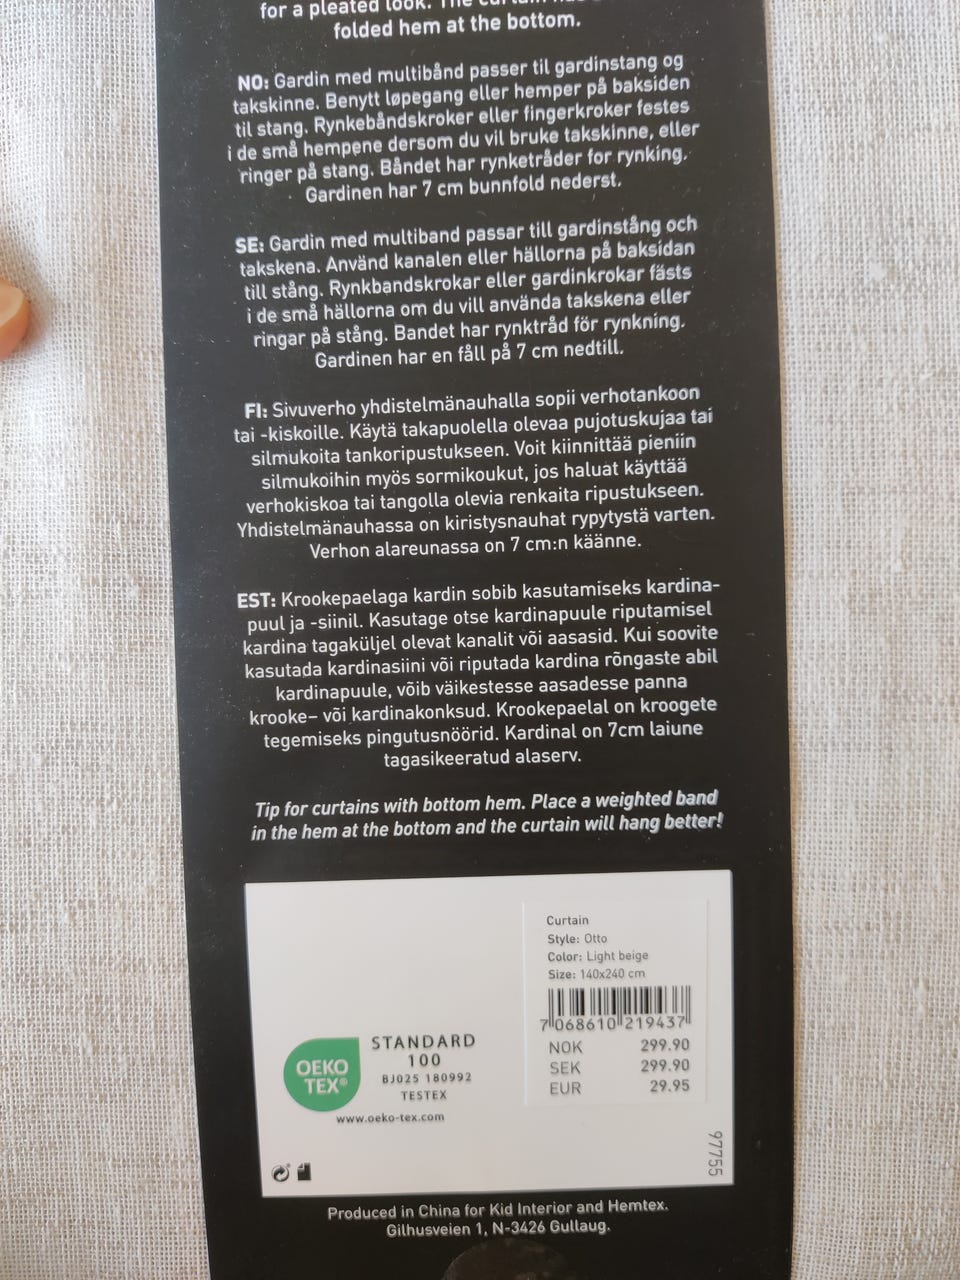 for a pleated look. The curtain has
folded hem at the bottom.
NO: Gardin med multibånd passer til gardinstang og
takskinne. Benytt løpegang eller hemper på baksiden
til stang. Rynkebåndskroker eller fingerkroker festes
i de små hempene dersom du vil bruke takskinne, eller
ringer på stang. Båndet har rynketråder for rynking.
Gardinen har 7 cm bunnfold nederst.
SE: Gardin med multiband passar till gardinstång och
takskena. Använd kanalen eller hällorna på baksidan
till stång. Rynkbandskrokar eller gardinkrokar fästs
i de små hällorna om du vill använda takskena eller
ringar på stång. Bandet har rynktråd för rynkning.
Gardinen har en fåll på 7 cm nedtill.
FI: Sivuverho yhdistelmänauhalla sopii verhotankoon
tai -kiskoille. Käytä takapuolella olevaa pujotuskujaa tai
silmukoita tankoripustukseen. Voit kiinnittää pieniin
silmukoihin myös sormikoukut, jos haluat käyttää
verhokiskoa tai tangolla olevia renkaita ripustukseen.
Yhdistelmänauhassa on kiristysnauhat rypytystä varten.
Verhon alareunassa on 7 cm:n käänne.
EST: Krookepaelaga kardin sobib kasutamiseks kardina-
puul ja -siinil. Kasutage otse kardinapuule riputamisel
kardina tagaküljel olevat kanalit või aasasid. Kui soovite
kasutada kardinasiini või riputada kardina rõngaste abil
kardinapuule, võib väikestesse aasadesse panna
krooke– või kardinakonksud. Krookepaelal on kroogete
tegemiseks pingutusnöörid. Kardinal on 7cm laiune
tagasikeeratud alaserv.
Tip for curtains with bottom hem. Place a weighted band
in the hem at the bottom and the curtain will hang better!
Curtain
Style: Otto
Color: Light beige
Size: 140x240 cm
7 068610 219437
NOK 299.90
SEK 299.90
EUR 29.95
OEKO
TEX®
STANDARD
100
BJ025 180992
TESTEX
www.oeko-tex.com
97755
Produced in China for Kid Interior and Hemtex.
Gilhusveien 1, N-3426 Gullaug.